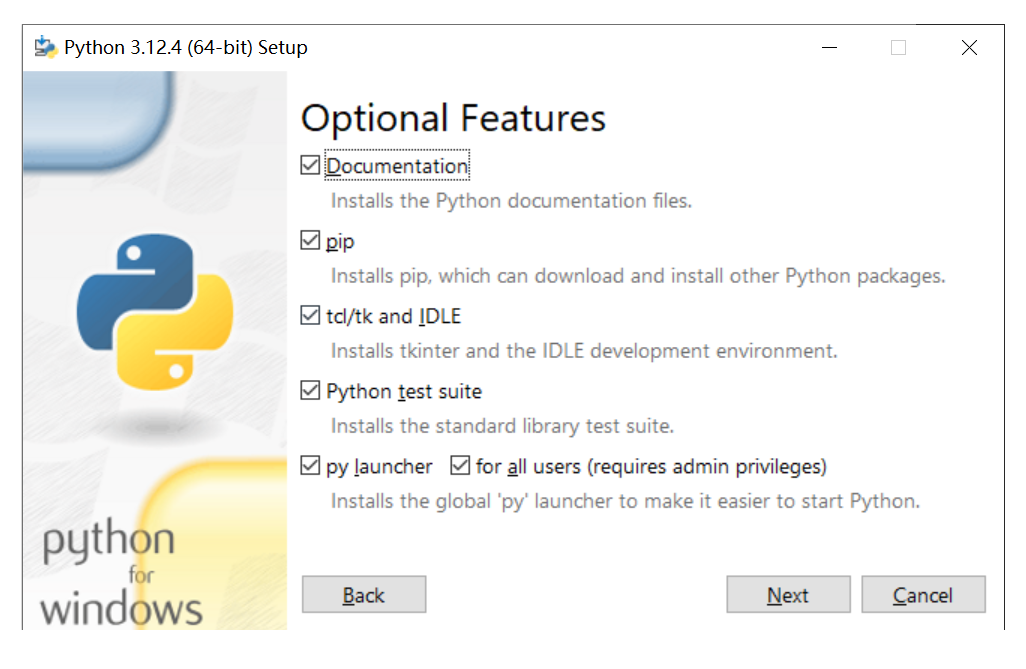 Python 3.12.4 (64-bit) Setup
Optional Features
Documentation
Installs the Python documentation files.
pip
Installs pip, which can download and install other Python packages.
tcl/tk and IDLE
Installs tkinter and the IDLE development environment.
Python test suite
Installs the standard library test suite.
py launcher for all users (requires admin privileges)
Installs the global 'py' launcher to make it easier to start Python.
python
for
windows
Back Next Cancel